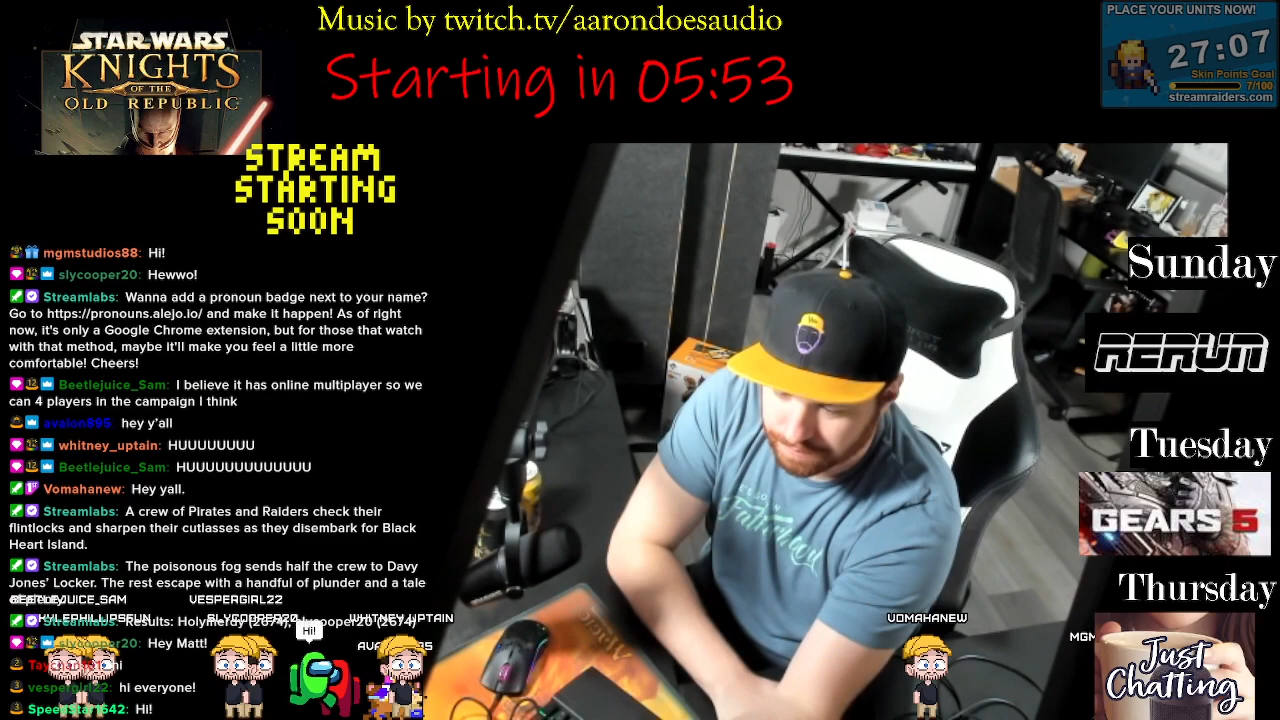 Music by twitch.tv/aarondoesaudio
Starting in 05:53
STAR WARS
KNIGHTS
OF THE
OLD REPUBLIC
PLACE YOUR UNITS NOW!
27:07
Skin Points Goal
7/100
streamraiders.com
STREAM
STARTING
SOON
mgmstudios88: Hi!
slycooper20: Hewwo!
Streamlabs: Wanna add a pronoun badge next to your name?
Go to https://pronouns.alejo.io/ and make it happen! As of right
now, it's only a Google Chrome extension, but for those that watch
with that method, maybe it'll make you feel a little more
comfortable! Cheers!
Beetlejuice_Sam: I believe it has online multiplayer so we
can 4 players in the campaign I think
avalon895 hey y'all
whitney_uptain: HUUUUUUUU
Beetlejuice_Sam: HUUUUUUUUUUUUU
Vomahanew: Hey yall.
Streamlabs: A crew of Pirates and Raiders check their
flintlocks and sharpen their cutlasses as they disembark for Black
Heart Island.
Streamlabs: The poisonous fog sends half the crew to Davy
Jones' Locker. The rest escape with a handful of plunder and a tale
BEETLEJUICE_SAM
VESPERGIRL22
KYLEPHILLIPSFUN
SLYCOOPER20
WHITNEY_UPTAIN
Streamlabs: Results:
Hi!
slycooper20: Hey Matt!
hi
vespergirl22: hi everyone!
SpeedStar1642: Hi!
VOMAHANEW
MGM
Sunday
RERUN
Tuesday
GEARS 5
Thursday
Just
Chatting